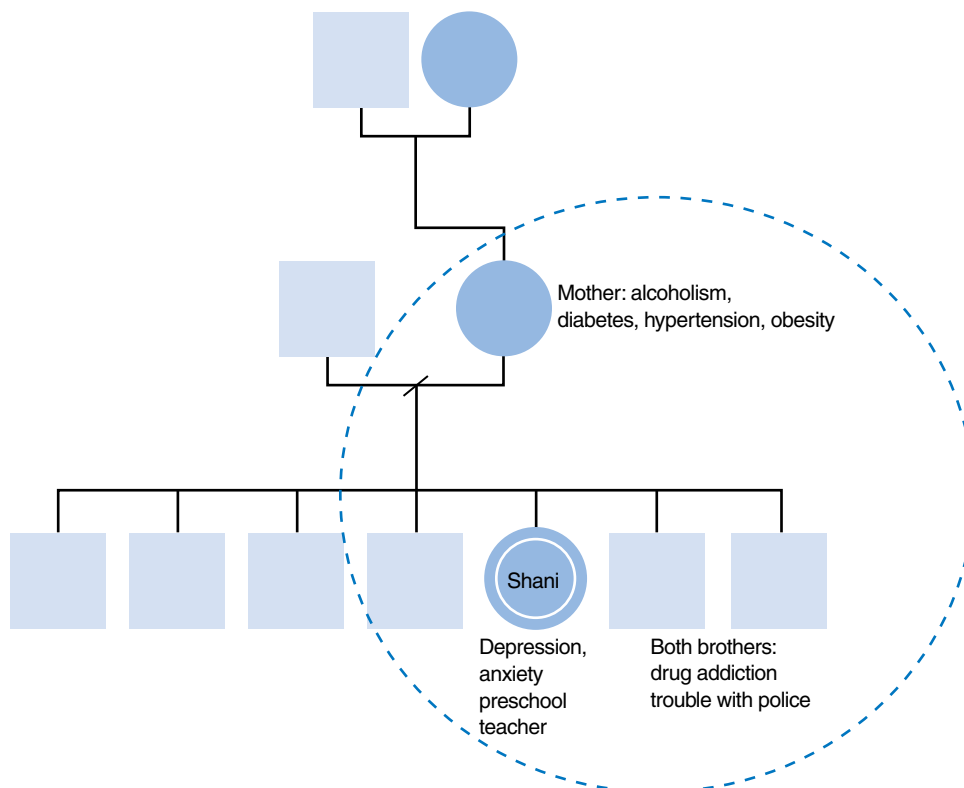 Mother: alcoholism,
diabetes, hypertension, obesity
Shani
Depression,
anxiety
preschool
teacher
Both brothers:
drug addiction
trouble with police